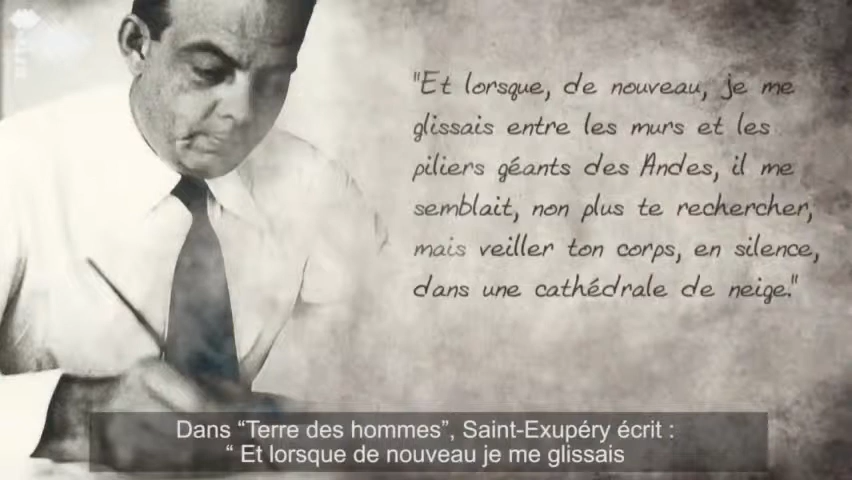 "Et lorsque, de nouveau, je me
glissais entre les murs et les
piliers géants des Andes, il me
semblait, non plus te rechercher,
mais veiller ton corps, en silence,
dans une cathédrale de neige."
Dans “Terre des hommes”, Saint-Exupéry écrit :
“ Et lorsque de nouveau je me glissais